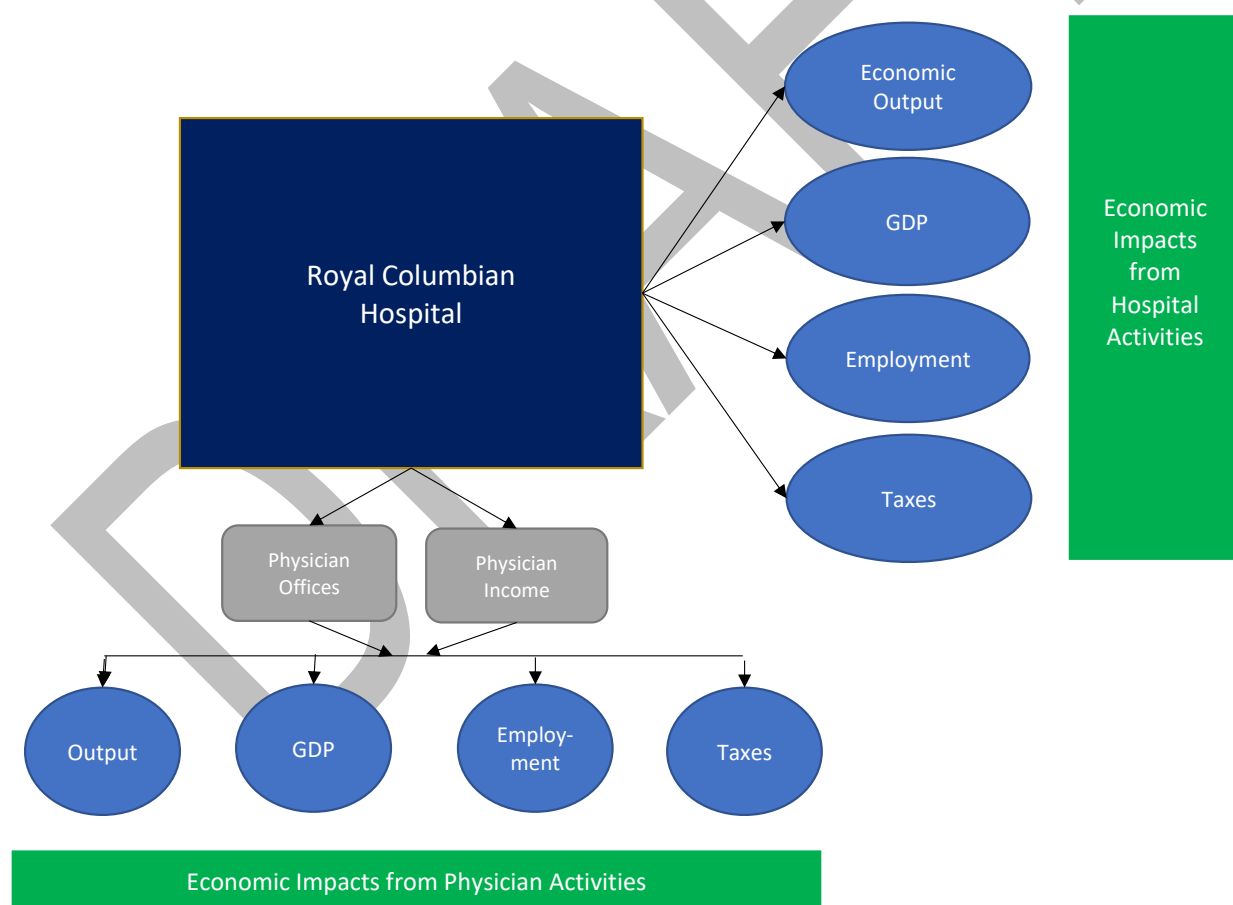 Economic
Output
GDP
Employment
Taxes
Economic
Impacts
from
Hospital
Activities
Royal Columbian
Hospital
Physician
Offices
Physician
Income
Output
GDP
Employ-
ment
Taxes
Economic Impacts from Physician Activities
DRAFT